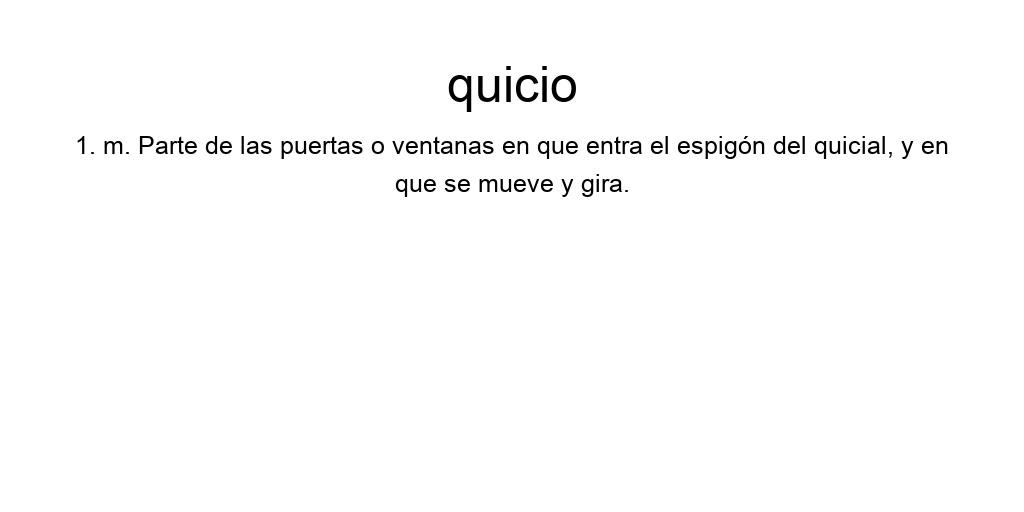 quicio
1. m. Parte de las puertas o ventanas en que entra el espigón del quicial, y en
que se mueve y gira.